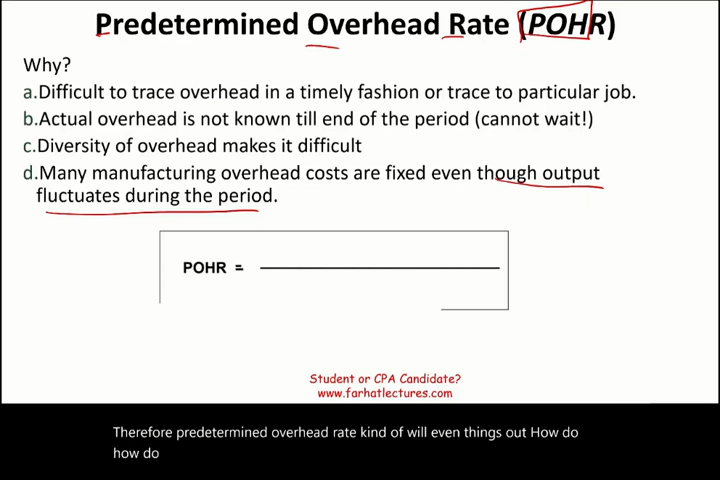 Predetermined Overhead Rate (POHR)
Why?
a.Difficult to trace overhead in a timely fashion or trace to particular job.
b.Actual overhead is not known till end of the period (cannot wait!)
c.Diversity of overhead makes it difficult
d.Many manufacturing overhead costs are fixed even though output
fluctuates during the period.
POHR =
Student or CPA Candidate?
www.farhatlectures.com
Therefore predetermined overhead rate kind of will even things out How do
how do